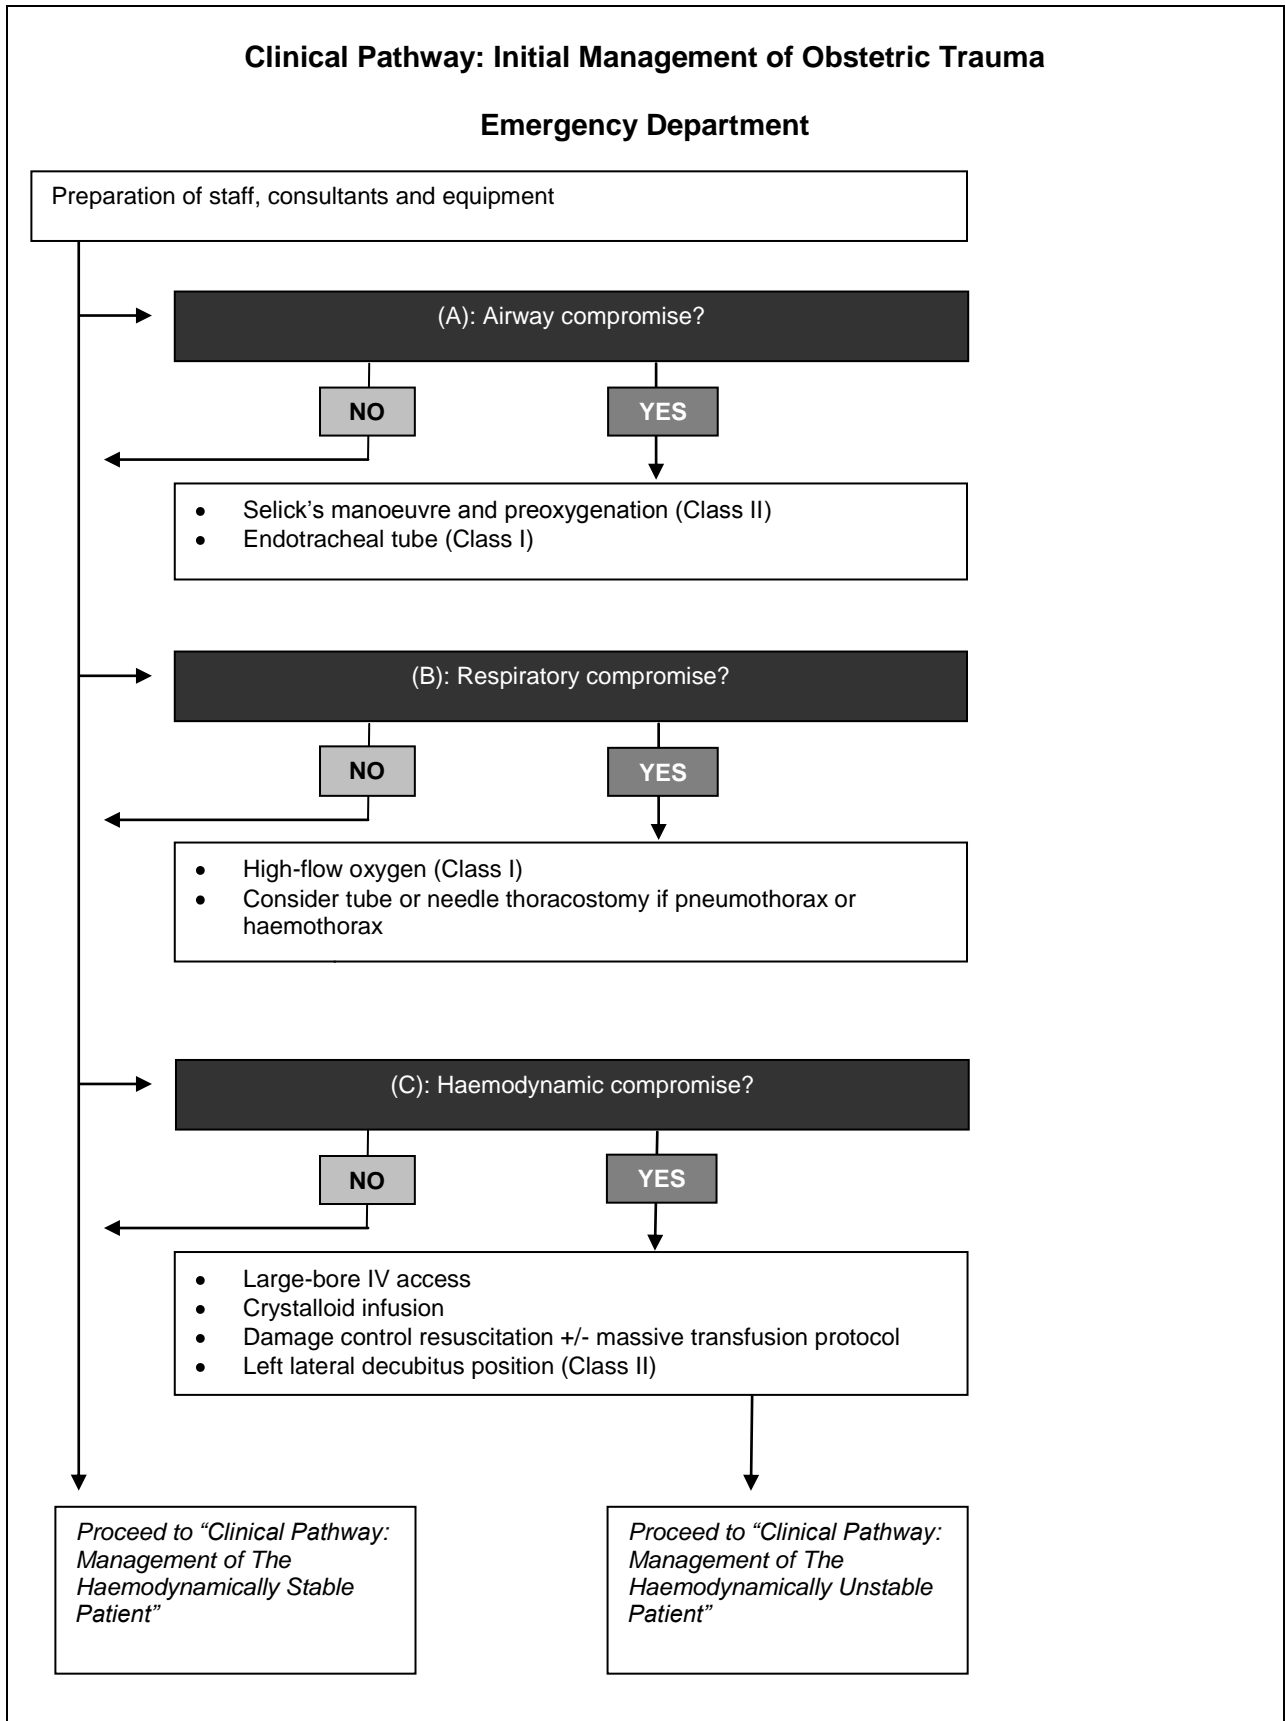 Clinical Pathway: Initial Management of Obstetric Trauma
Emergency Department
Preparation of staff, consultants and equipment
(A): Airway compromise?
NO
YES
• Selick’s manoeuvre and preoxygenation (Class II)
• Endotracheal tube (Class I)
(B): Respiratory compromise?
NO
YES
• High-flow oxygen (Class I)
• Consider tube or needle thoracostomy if pneumothorax or
haemothorax
(C): Haemodynamic compromise?
NO
YES
• Large-bore IV access
• Crystalloid infusion
• Damage control resuscitation +/- massive transfusion protocol
• Left lateral decubitus position (Class II)
Proceed to “Clinical Pathway:
Management of The
Haemodynamically Stable
Patient”
Proceed to “Clinical Pathway:
Management of The
Haemodynamically Unstable
Patient”